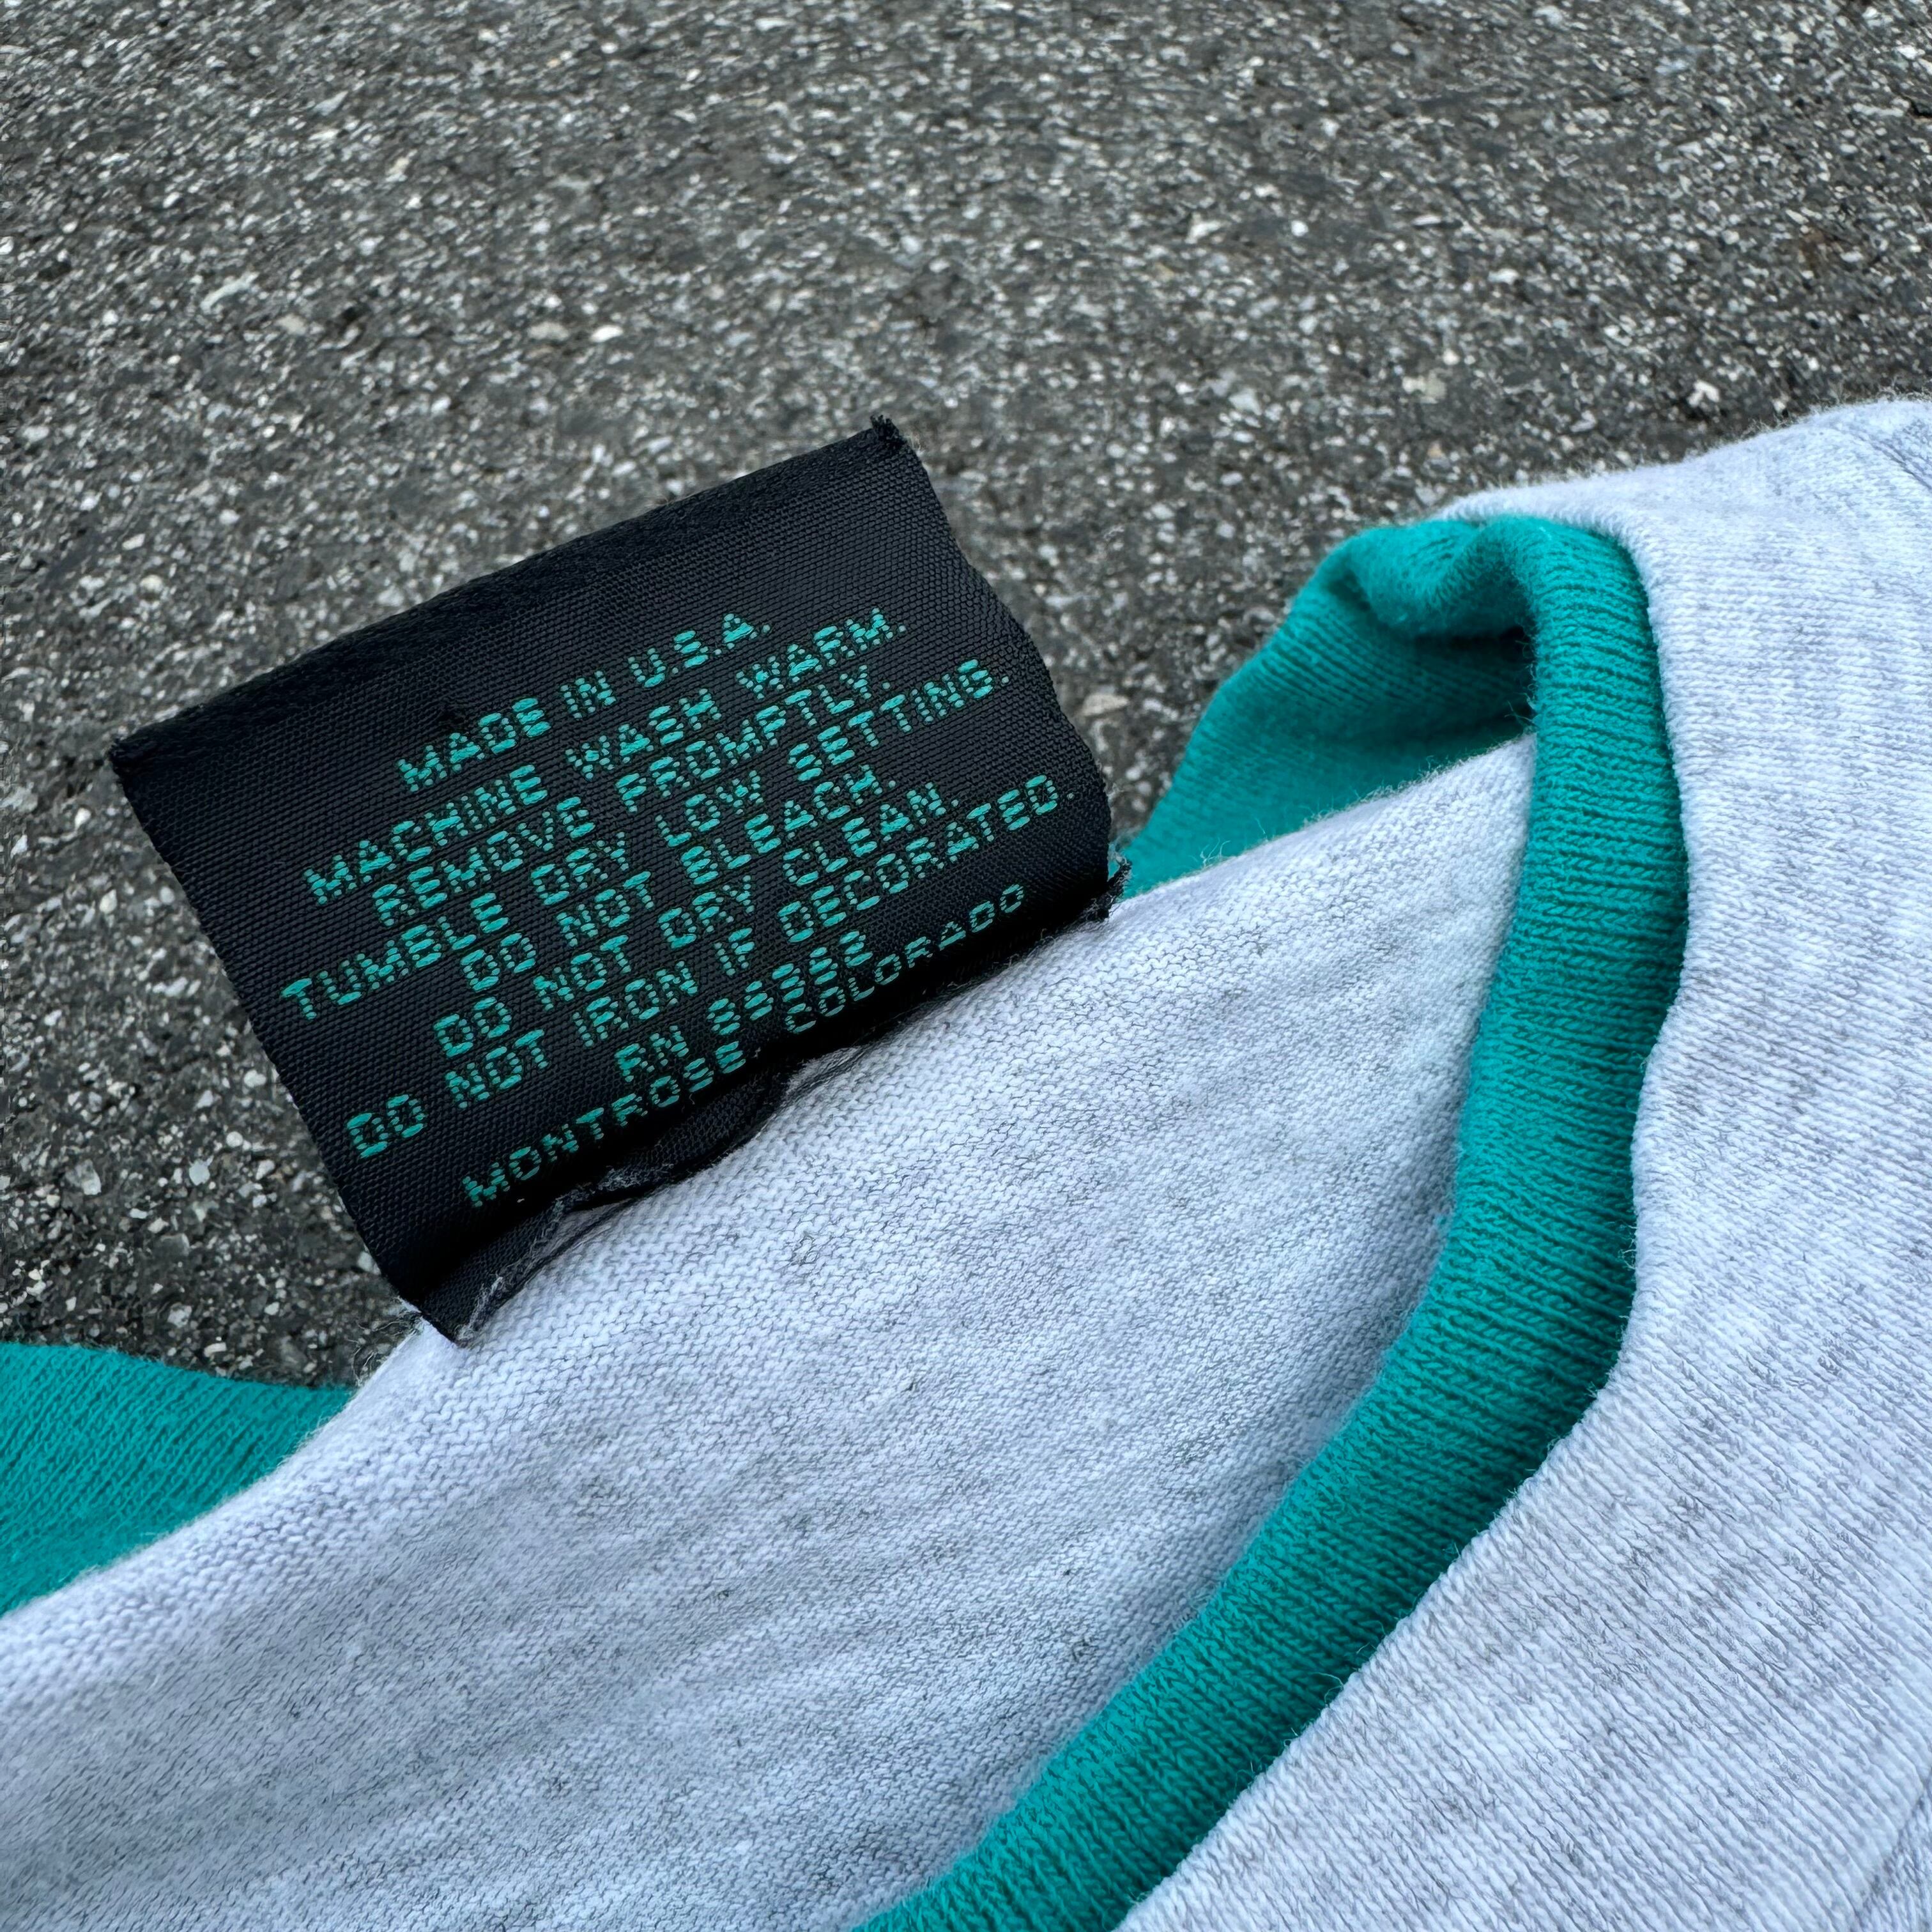 MADE IN U.S.A.
MACHINE WASH WARM.
REMOVE PROMPTLY.
TUMBLE DRY LOW SETTING.
DO NOT BLEACH.
DO NOT DRY CLEAN.
DO NOT IRON IF DECORATED.
RN
MONTROSE COLORADO